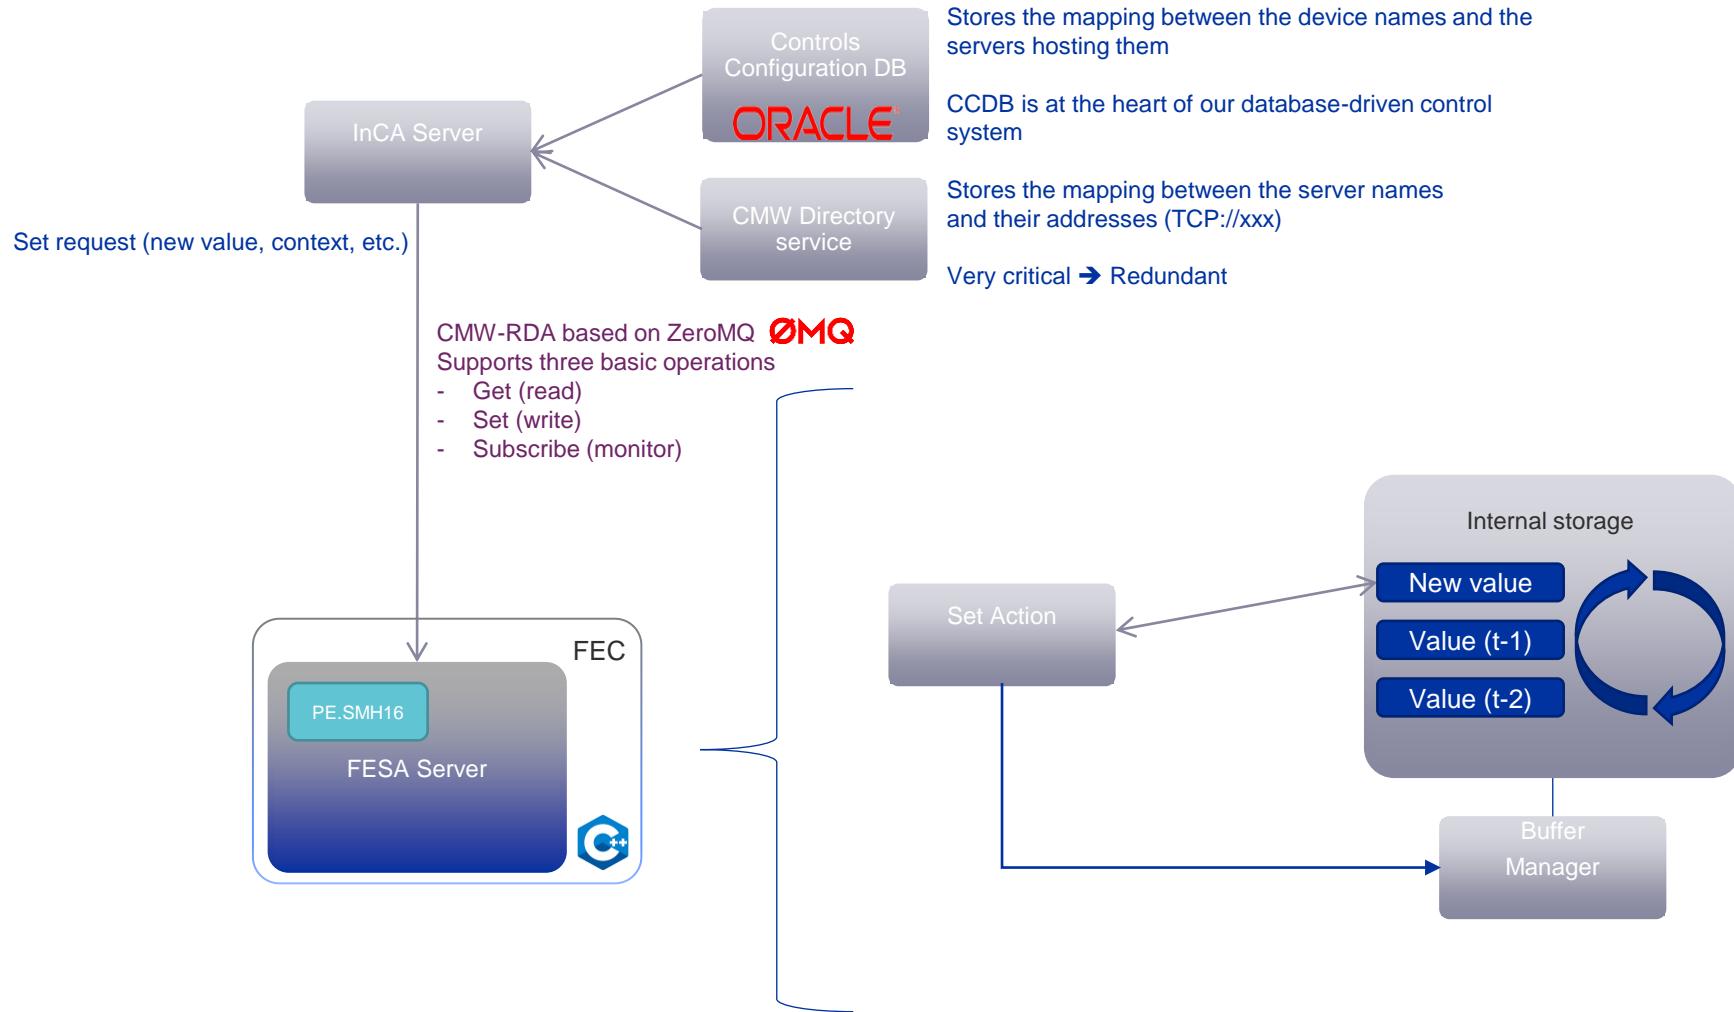 Controls
Configuration DB
ORACLE
Stores the mapping between the device names and the
servers hosting them
CCDB is at the heart of our database-driven control
system
InCA Server
CMW Directory
service
Stores the mapping between the server names
and their addresses (TCP://xxx)
Very critical ➔ Redundant
Set request (new value, context, etc.)
CMW-RDA based on ZeroMQ ØMQ
Supports three basic operations
- Get (read)
- Set (write)
- Subscribe (monitor)
FEC
PE.SMH16
FESA Server
C++
Set Action
Internal storage
New value
Value (t-1)
Value (t-2)
Buffer
Manager